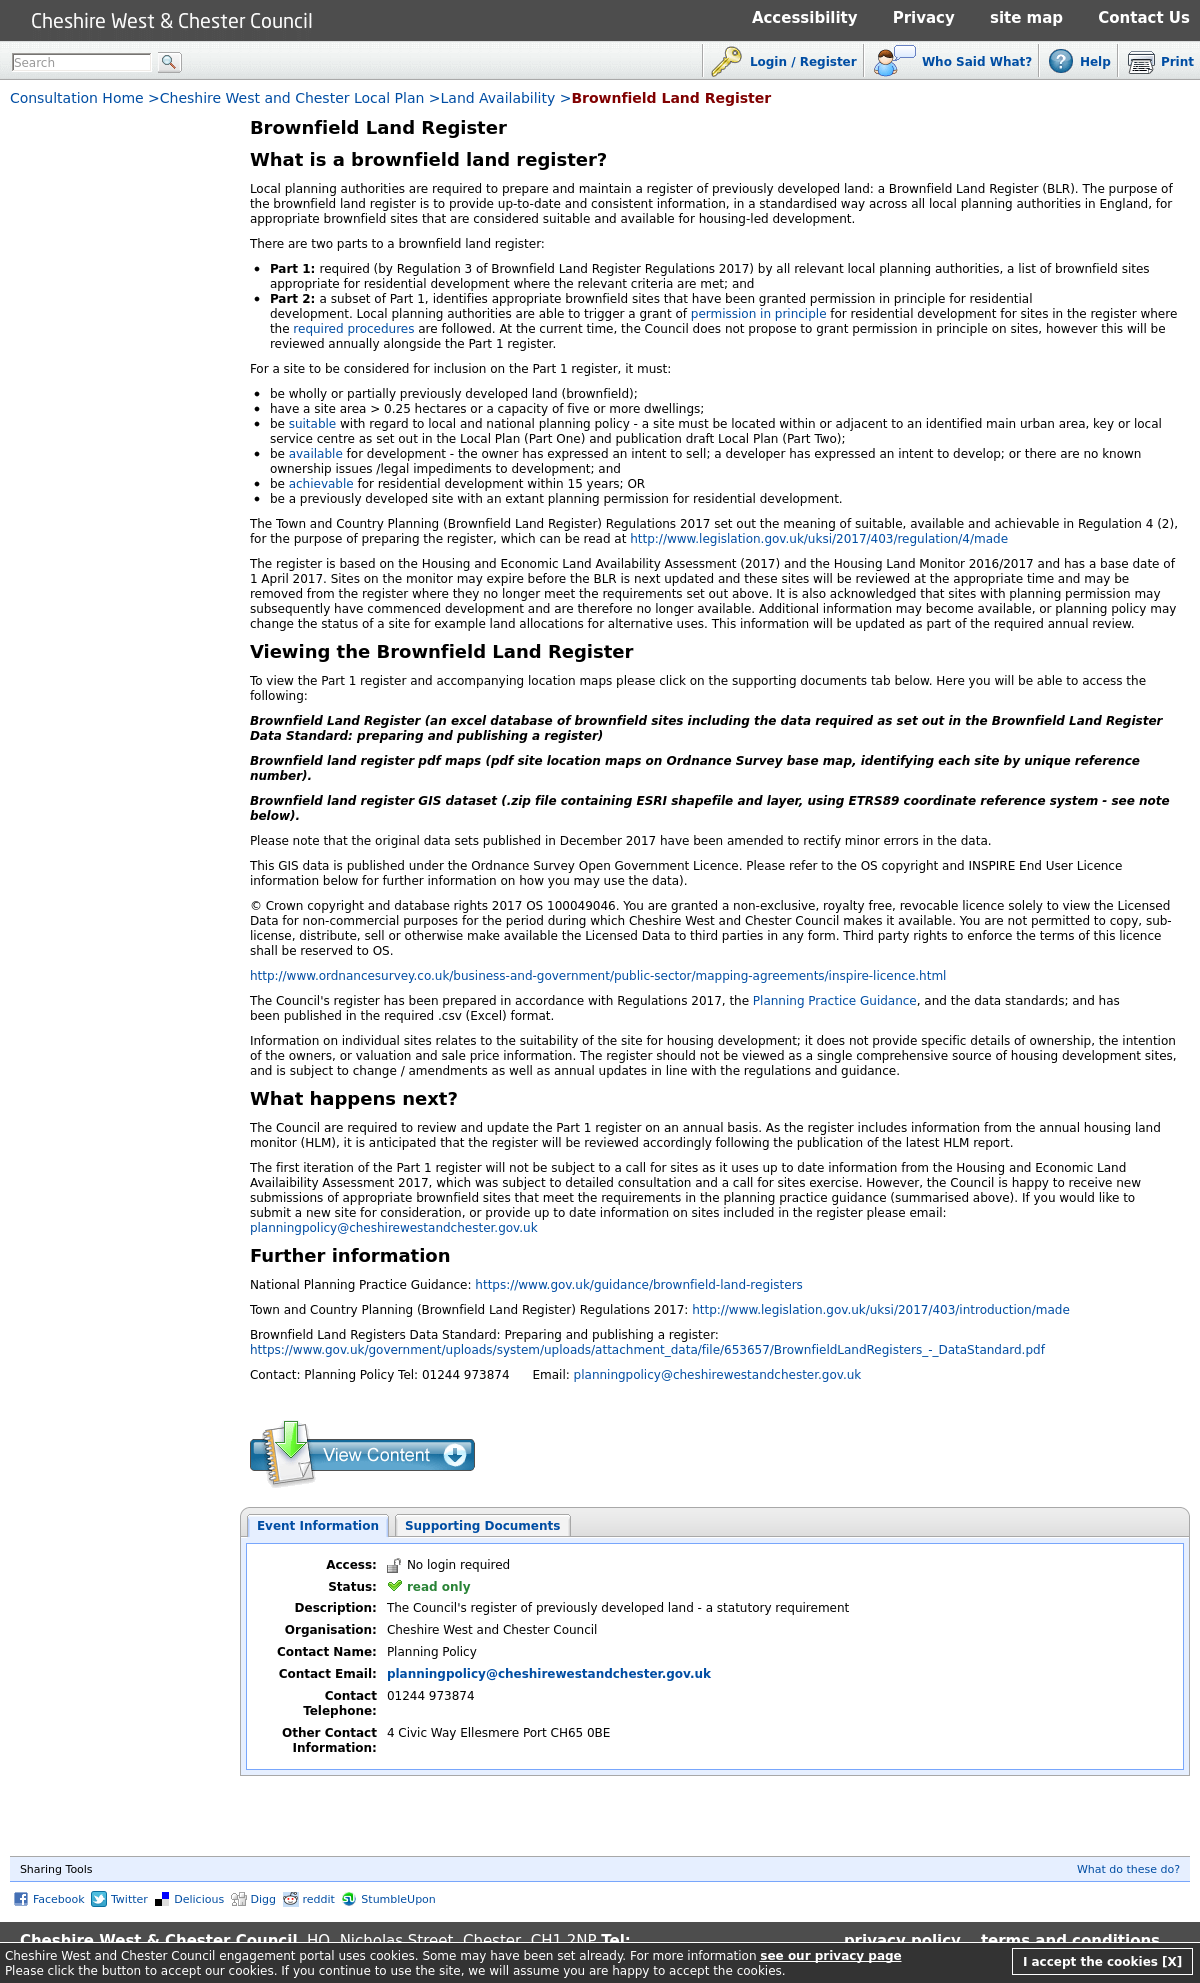 Cheshire West & Chester Council
Accessibility Privacy site map Contact Us
Search
Login / Register Who Said What? Help Print
Consultation Home >Cheshire West and Chester Local Plan >Land Availability >Brownfield Land Register
Brownfield Land Register
What is a brownfield land register?
Local planning authorities are required to prepare and maintain a register of previously developed land: a Brownfield Land Register (BLR). The purpose of
the brownfield land register is to provide up-to-date and consistent information, in a standardised way across all local planning authorities in England, for
appropriate brownfield sites that are considered suitable and available for housing-led development.
There are two parts to a brownfield land register:
• Part 1: required (by Regulation 3 of Brownfield Land Register Regulations 2017) by all relevant local planning authorities, a list of brownfield sites
appropriate for residential development where the relevant criteria are met; and
• Part 2: a subset of Part 1, identifies appropriate brownfield sites that have been granted permission in principle for residential
development. Local planning authorities are able to trigger a grant of permission in principle for residential development for sites in the register where
the required procedures are followed. At the current time, the Council does not propose to grant permission in principle on sites, however this will be
reviewed annually alongside the Part 1 register.
For a site to be considered for inclusion on the Part 1 register, it must:
• be wholly or partially previously developed land (brownfield);
• have a site area > 0.25 hectares or a capacity of five or more dwellings;
• be suitable with regard to local and national planning policy - a site must be located within or adjacent to an identified main urban area, key or local
service centre as set out in the Local Plan (Part One) and publication draft Local Plan (Part Two);
• be available for development - the owner has expressed an intent to sell; a developer has expressed an intent to develop; or there are no known
ownership issues /legal impediments to development; and
• be achievable for residential development within 15 years; OR
• be a previously developed site with an extant planning permission for residential development.
The Town and Country Planning (Brownfield Land Register) Regulations 2017 set out the meaning of suitable, available and achievable in Regulation 4 (2),
for the purpose of preparing the register, which can be read at http://www.legislation.gov.uk/uksi/2017/403/regulation/4/made
The register is based on the Housing and Economic Land Availability Assessment (2017) and the Housing Land Monitor 2016/2017 and has a base date of
1 April 2017. Sites on the monitor may expire before the BLR is next updated and these sites will be reviewed at the appropriate time and may be
removed from the register where they no longer meet the requirements set out above. It is also acknowledged that sites with planning permission may
subsequently have commenced development and are therefore no longer available. Additional information may become available, or planning policy may
change the status of a site for example land allocations for alternative uses. This information will be updated as part of the required annual review.
Viewing the Brownfield Land Register
To view the Part 1 register and accompanying location maps please click on the supporting documents tab below. Here you will be able to access the
following:
Brownfield Land Register (an excel database of brownfield sites including the data required as set out in the Brownfield Land Register
Data Standard: preparing and publishing a register)
Brownfield land register pdf maps (pdf site location maps on Ordnance Survey base map, identifying each site by unique reference
number).
Brownfield land register GIS dataset (.zip file containing ESRI shapefile and layer, using ETRS89 coordinate reference system - see note
below).
Please note that the original data sets published in December 2017 have been amended to rectify minor errors in the data.
This GIS data is published under the Ordnance Survey Open Government Licence. Please refer to the OS copyright and INSPIRE End User Licence
information below for further information on how you may use the data).
© Crown copyright and database rights 2017 OS 100049046. You are granted a non-exclusive, royalty free, revocable licence solely to view the Licensed
Data for non-commercial purposes for the period during which Cheshire West and Chester Council makes it available. You are not permitted to copy, sub-
license, distribute, sell or otherwise make available the Licensed Data to third parties in any form. Third party rights to enforce the terms of this licence
shall be reserved to OS.
http://www.ordnancesurvey.co.uk/business-and-government/public-sector/mapping-agreements/inspire-licence.html
The Council's register has been prepared in accordance with Regulations 2017, the Planning Practice Guidance, and the data standards; and has
been published in the required .csv (Excel) format.
Information on individual sites relates to the suitability of the site for housing development; it does not provide specific details of ownership, the intention
of the owners, or valuation and sale price information. The register should not be viewed as a single comprehensive source of housing development sites,
and is subject to change / amendments as well as annual updates in line with the regulations and guidance.
What happens next?
The Council are required to review and update the Part 1 register on an annual basis. As the register includes information from the annual housing land
monitor (HLM), it is anticipated that the register will be reviewed accordingly following the publication of the latest HLM report.
The first iteration of the Part 1 register will not be subject to a call for sites as it uses up to date information from the Housing and Economic Land
Availaibility Assessment 2017, which was subject to detailed consultation and a call for sites exercise. However, the Council is happy to receive new
submissions of appropriate brownfield sites that meet the requirements in the planning practice guidance (summarised above). If you would like to
submit a new site for consideration, or provide up to date information on sites included in the register please email:
planningpolicy@cheshirewestandchester.gov.uk
Further information
National Planning Practice Guidance: https://www.gov.uk/guidance/brownfield-land-registers
Town and Country Planning (Brownfield Land Register) Regulations 2017: http://www.legislation.gov.uk/uksi/2017/403/introduction/made
Brownfield Land Registers Data Standard: Preparing and publishing a register:
https://www.gov.uk/government/uploads/system/uploads/attachment_data/file/653657/BrownfieldLandRegisters_-_DataStandard.pdf
Contact: Planning Policy Tel: 01244 973874 Email: planningpolicy@cheshirewestandchester.gov.uk
View Content
Event Information Supporting Documents
Access: No login required
Status: read only
Description: The Council's register of previously developed land - a statutory requirement
Organisation: Cheshire West and Chester Council
Contact Name: Planning Policy
Contact Email: planningpolicy@cheshirewestandchester.gov.uk
Contact Telephone: 01244 973874
Other Contact Information: 4 Civic Way Ellesmere Port CH65 0BE
Sharing Tools What do these do?
Facebook Twitter Delicious Digg reddit StumbleUpon
Cheshire West & Chester Council, HQ, Nicholas Street, Chester, CH1 2NP Tel: privacy policy terms and conditions
Cheshire West and Chester Council engagement portal uses cookies. Some may have been set already. For more information see our privacy page
Please click the button to accept our cookies. If you continue to use the site, we will assume you are happy to accept the cookies.
I accept the cookies [X]